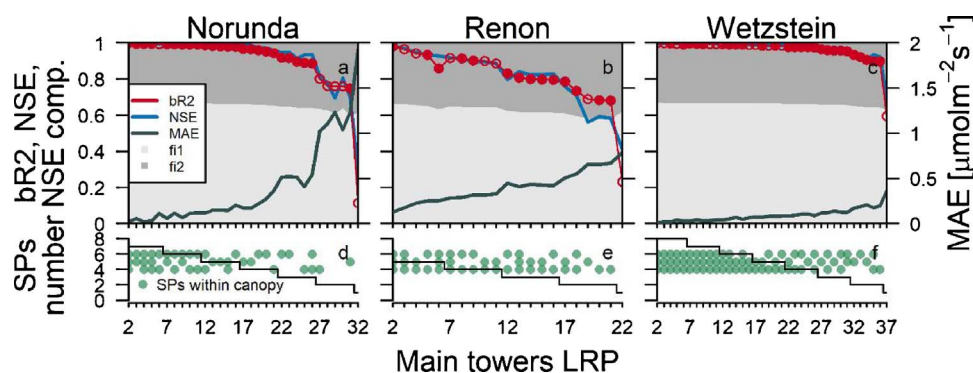 Norunda Renon Wetzstein
bR2, NSE,
NSE comp.
1
0.8
0.6
0.4
0.2
0
a
bR2
NSE
MAE
fi1
fi2
b
c
2
1.5
1
0.5
0
MAE [μmolm⁻²s⁻¹]
SPs
number
8
6
4
2
0
d
SPs within canopy
e
f
2 7 12 17 22 27 32
2 7 12 17 22
2 7 12 17 22 27 32 37
Main towers LRP